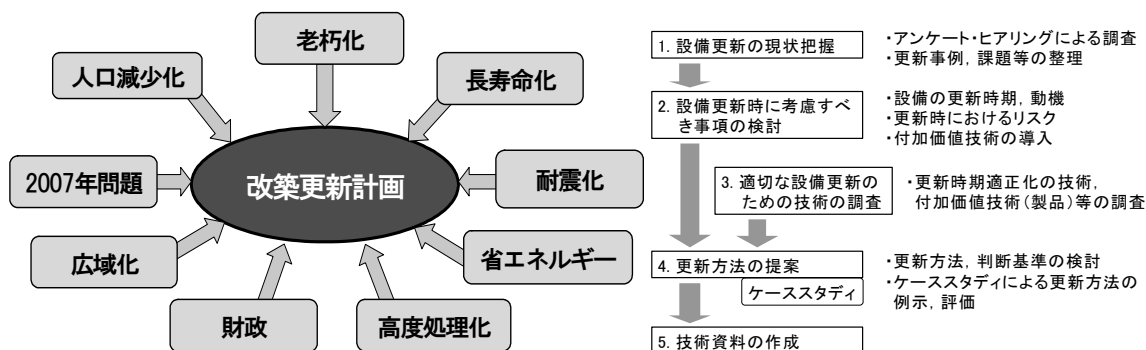 老朽化
人口減少化
長寿命化
2007年問題
改築更新計画
耐震化
広域化
省エネルギー
財政
高度処理化
1. 設備更新の現状把握
・アンケート・ヒアリングによる調査
・更新事例, 課題等の整理
2. 設備更新時に考慮すべ
き事項の検討
・設備の更新時期, 動機
・更新時におけるリスク
・付加価値技術の導入
3. 適切な設備更新の
ための技術の調査
・更新時期適正化の技術,
付加価値技術(製品)等の調査
4. 更新方法の提案
ケーススタディ
・更新方法, 判断基準の検討
・ケーススタディによる更新方法の
例示, 評価
5. 技術資料の作成